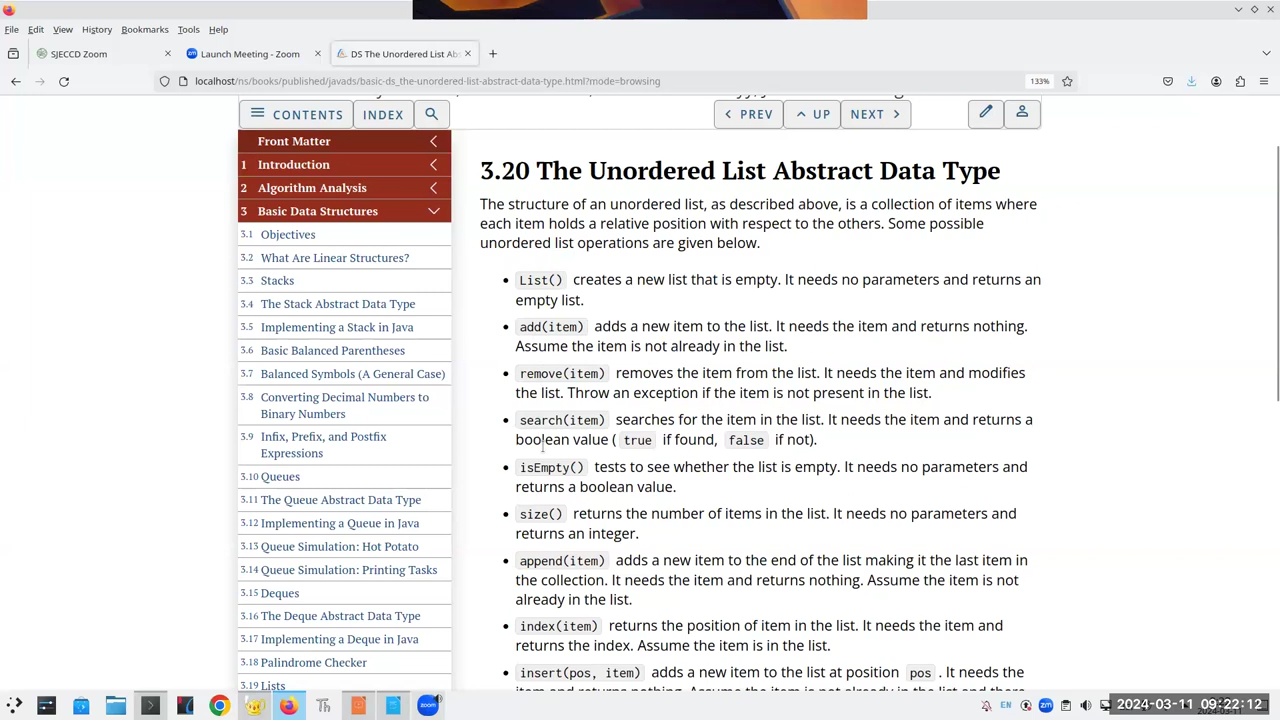 File Edit View History Bookmarks Tools Help
SJECCD Zoom
Launch Meeting - Zoom
DS The Unordered List Abs
localhost/ns/books/published/javads/basic-ds_the-unordered-list-abstract-data-type.html?mode=browsing
133%
CONTENTS
INDEX
PREV
UP
NEXT
Front Matter
1 Introduction
2 Algorithm Analysis
3 Basic Data Structures
3.1 Objectives
3.2 What Are Linear Structures?
3.3 Stacks
3.4 The Stack Abstract Data Type
3.5 Implementing a Stack in Java
3.6 Basic Balanced Parentheses
3.7 Balanced Symbols (A General Case)
3.8 Converting Decimal Numbers to
Binary Numbers
3.9 Infix, Prefix, and Postfix
Expressions
3.10 Queues
3.11 The Queue Abstract Data Type
3.12 Implementing a Queue in Java
3.13 Queue Simulation: Hot Potato
3.14 Queue Simulation: Printing Tasks
3.15 Deques
3.16 The Deque Abstract Data Type
3.17 Implementing a Deque in Java
3.18 Palindrome Checker
3.19 Lists
3.20 The Unordered List Abstract Data Type
The structure of an unordered list, as described above, is a collection of items where
each item holds a relative position with respect to the others. Some possible
unordered list operations are given below.
• List() creates a new list that is empty. It needs no parameters and returns an
empty list.
• add(item) adds a new item to the list. It needs the item and returns nothing.
Assume the item is not already in the list.
• remove(item) removes the item from the list. It needs the item and modifies
the list. Throw an exception if the item is not present in the list.
• search(item) searches for the item in the list. It needs the item and returns a
boolean value ( true if found, false if not).
• isEmpty() tests to see whether the list is empty. It needs no parameters and
returns a boolean value.
• size() returns the number of items in the list. It needs no parameters and
returns an integer.
• append(item) adds a new item to the end of the list making it the last item in
the collection. It needs the item and returns nothing. Assume the item is not
already in the list.
• index(item) returns the position of item in the list. It needs the item and
returns the index. Assume the item is in the list.
• insert(pos, item) adds a new item to the list at position pos . It needs the
item and returns nothing. Assume the item is not already in the list and there
Th
zoom
EN
zm
2024-03-11 09:22:12